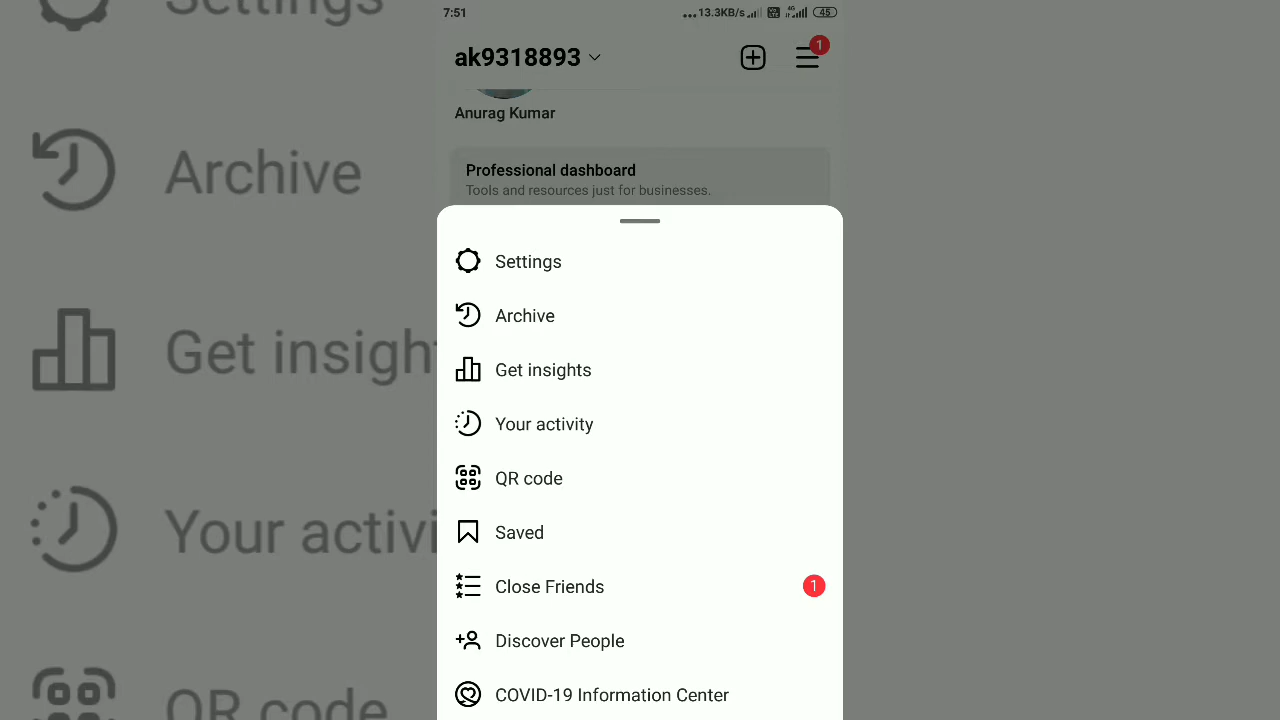 7:51
13.3KB/s
4G
45
ak9318893
1
Anurag Kumar
Professional dashboard
Tools and resources just for businesses.
Settings
Archive
Get insights
Your activity
QR code
Saved
Close Friends
1
Discover People
COVID-19 Information Center
Settings
Archive
Get insigh
Your activi
QR code